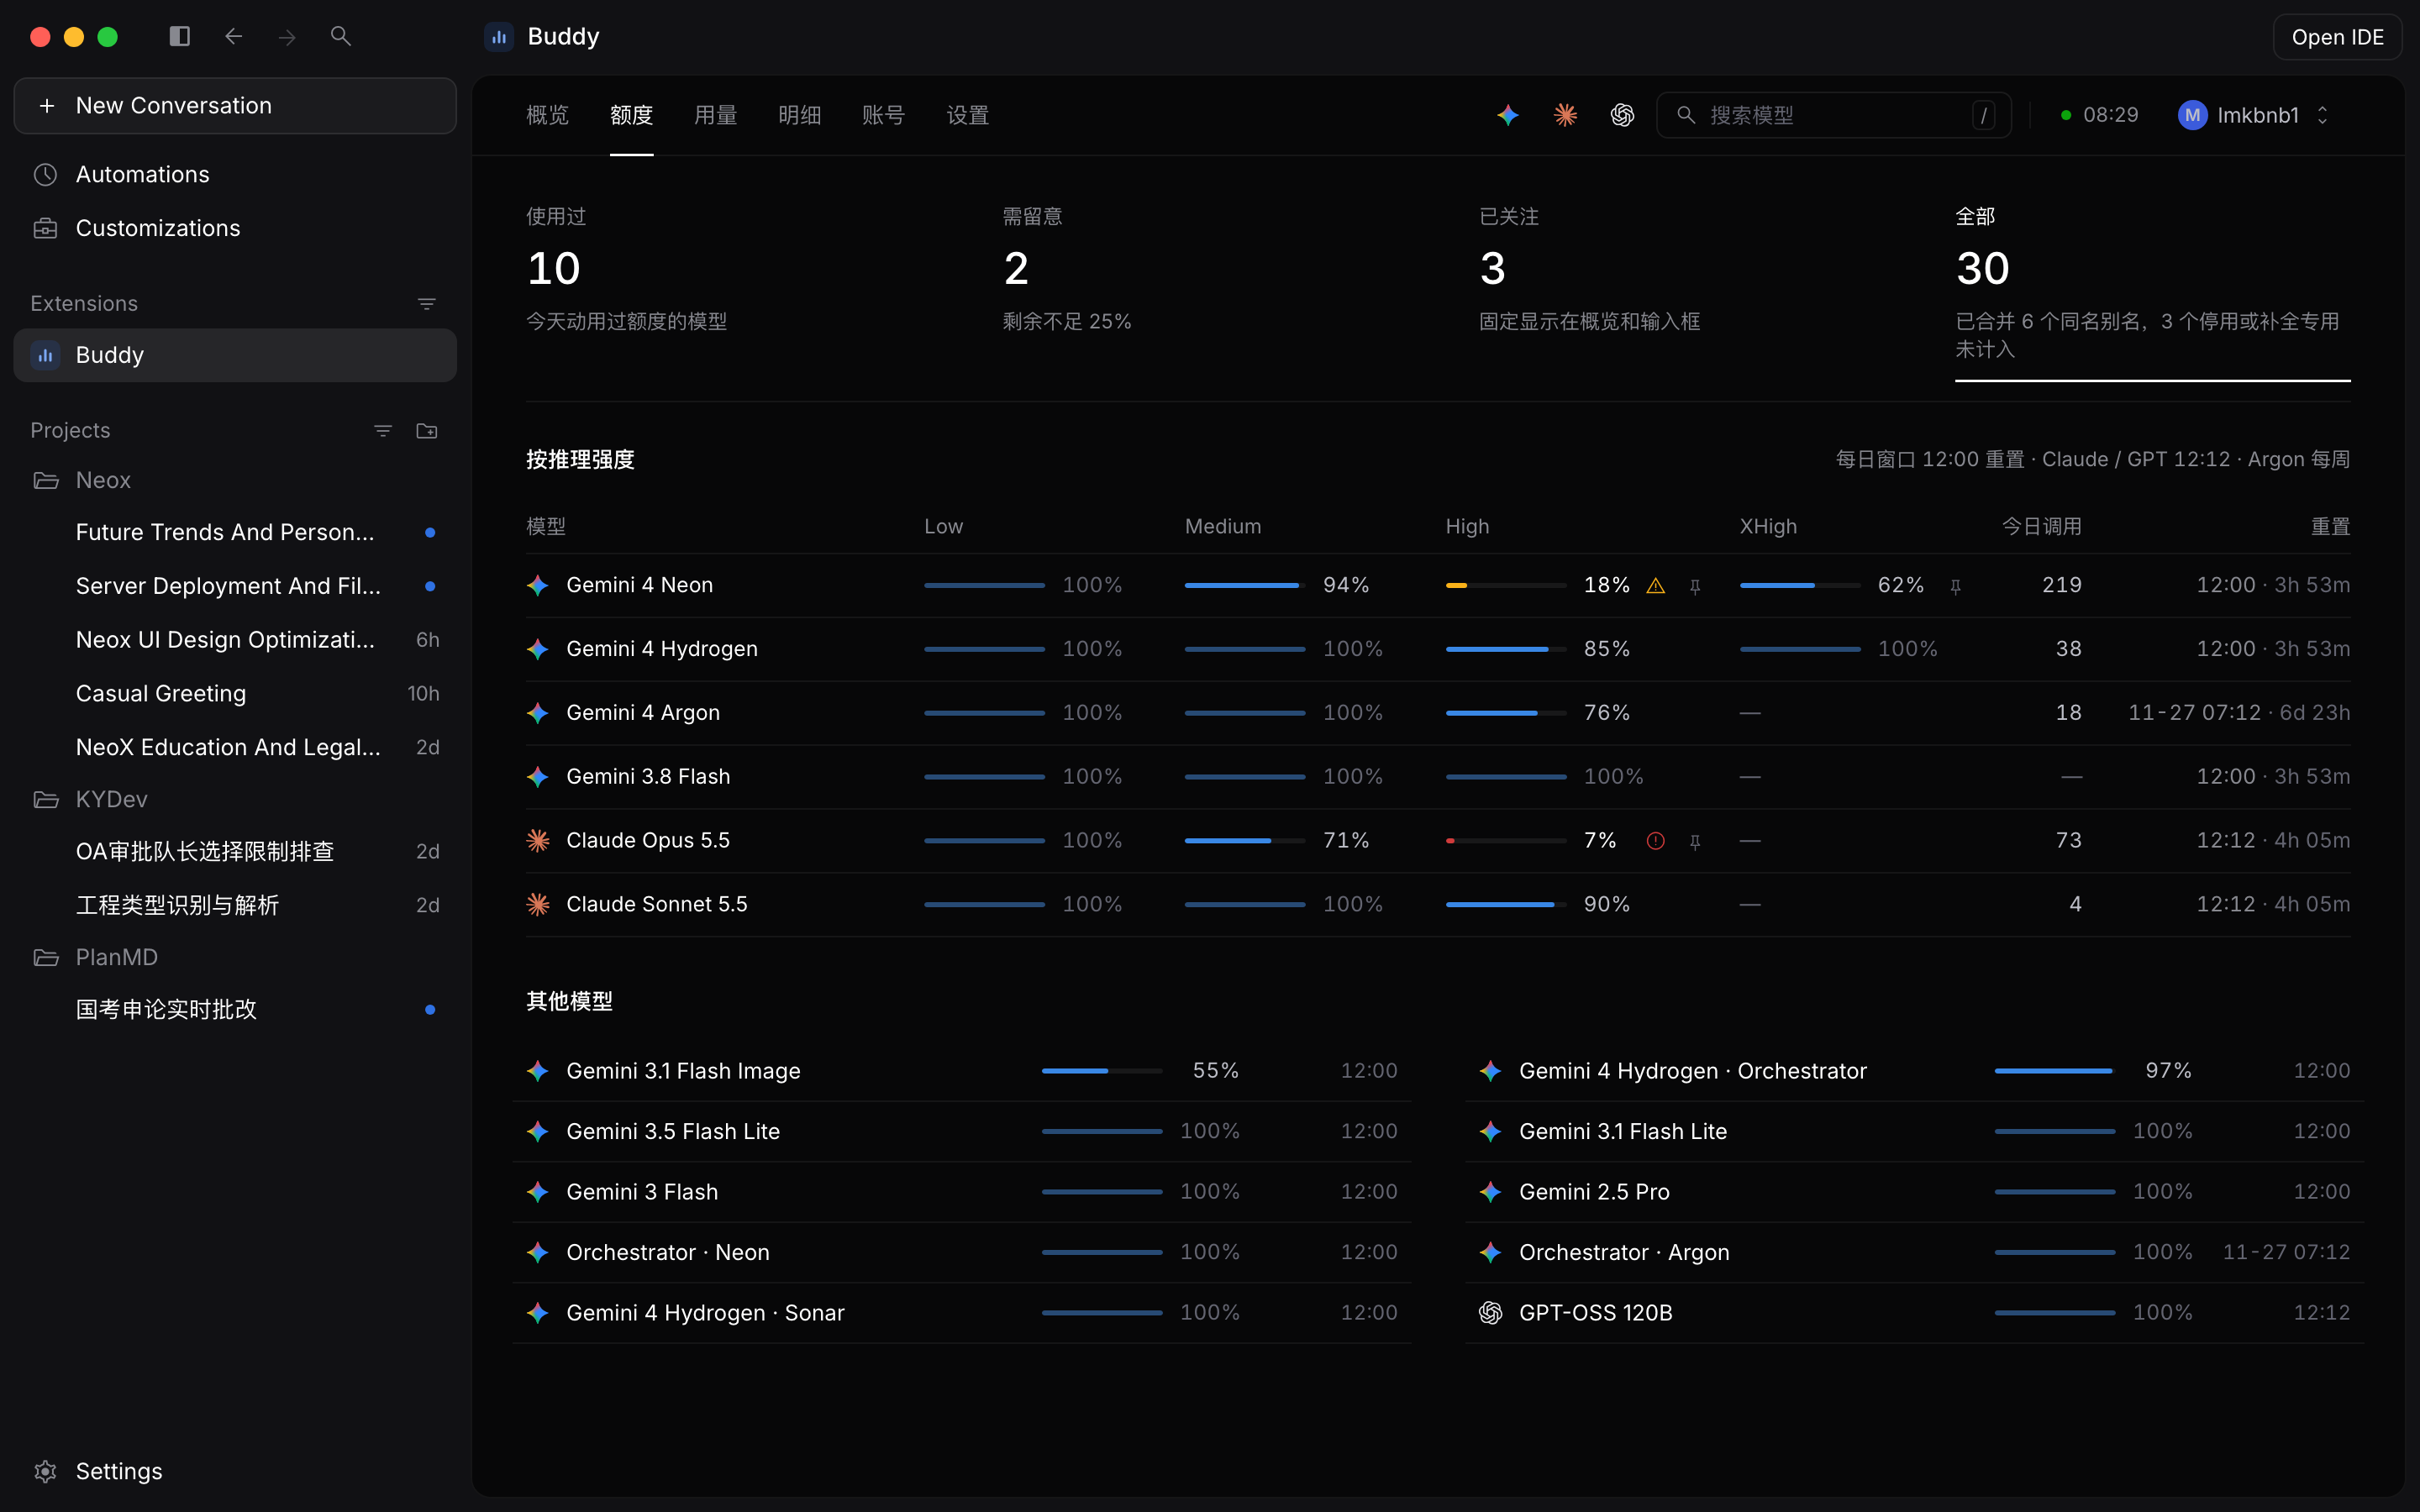 Buddy
Open IDE
New Conversation
Automations
Customizations
Extensions
Buddy
Projects
Neox
Future Trends And Person...
Server Deployment And Fil...
Neox UI Design Optimizati... 6h
Casual Greeting 10h
NeoX Education And Legal... 2d
KYDev
OA审批队长选择限制排查 2d
工程类型识别与解析 2d
PlanMD
国考申论实时批改
Settings
概览 额度 用量 明细 账号 设置 搜索模型 / 08:29 M lmkbnb1
使用过 需留意 已关注 全部
10 2 3 30
今天动用过额度的模型 剩余不足 25% 固定显示在概览和输入框 已合并 6 个同名别名，3 个停用或补全专用
未计入
按推理强度 每日窗口 12:00 重置 · Claude / GPT 12:12 · Argon 每周
模型 Low Medium High XHigh 今日调用 重置
Gemini 4 Neon 100% 94% 18% 62% 219 12:00 · 3h 53m
Gemini 4 Hydrogen 100% 100% 85% 100% 38 12:00 · 3h 53m
Gemini 4 Argon 100% 100% 76% — 18 11-27 07:12 · 6d 23h
Gemini 3.8 Flash 100% 100% 100% — — 12:00 · 3h 53m
Claude Opus 5.5 100% 71% 7% — 73 12:12 · 4h 05m
Claude Sonnet 5.5 100% 100% 90% — 4 12:12 · 4h 05m
其他模型
Gemini 3.1 Flash Image 55% 12:00 Gemini 4 Hydrogen · Orchestrator 97% 12:00
Gemini 3.5 Flash Lite 100% 12:00 Gemini 3.1 Flash Lite 100% 12:00
Gemini 3 Flash 100% 12:00 Gemini 2.5 Pro 100% 12:00
Orchestrator · Neon 100% 12:00 Orchestrator · Argon 100% 11-27 07:12
Gemini 4 Hydrogen · Sonar 100% 12:00 GPT-OSS 120B 100% 12:12